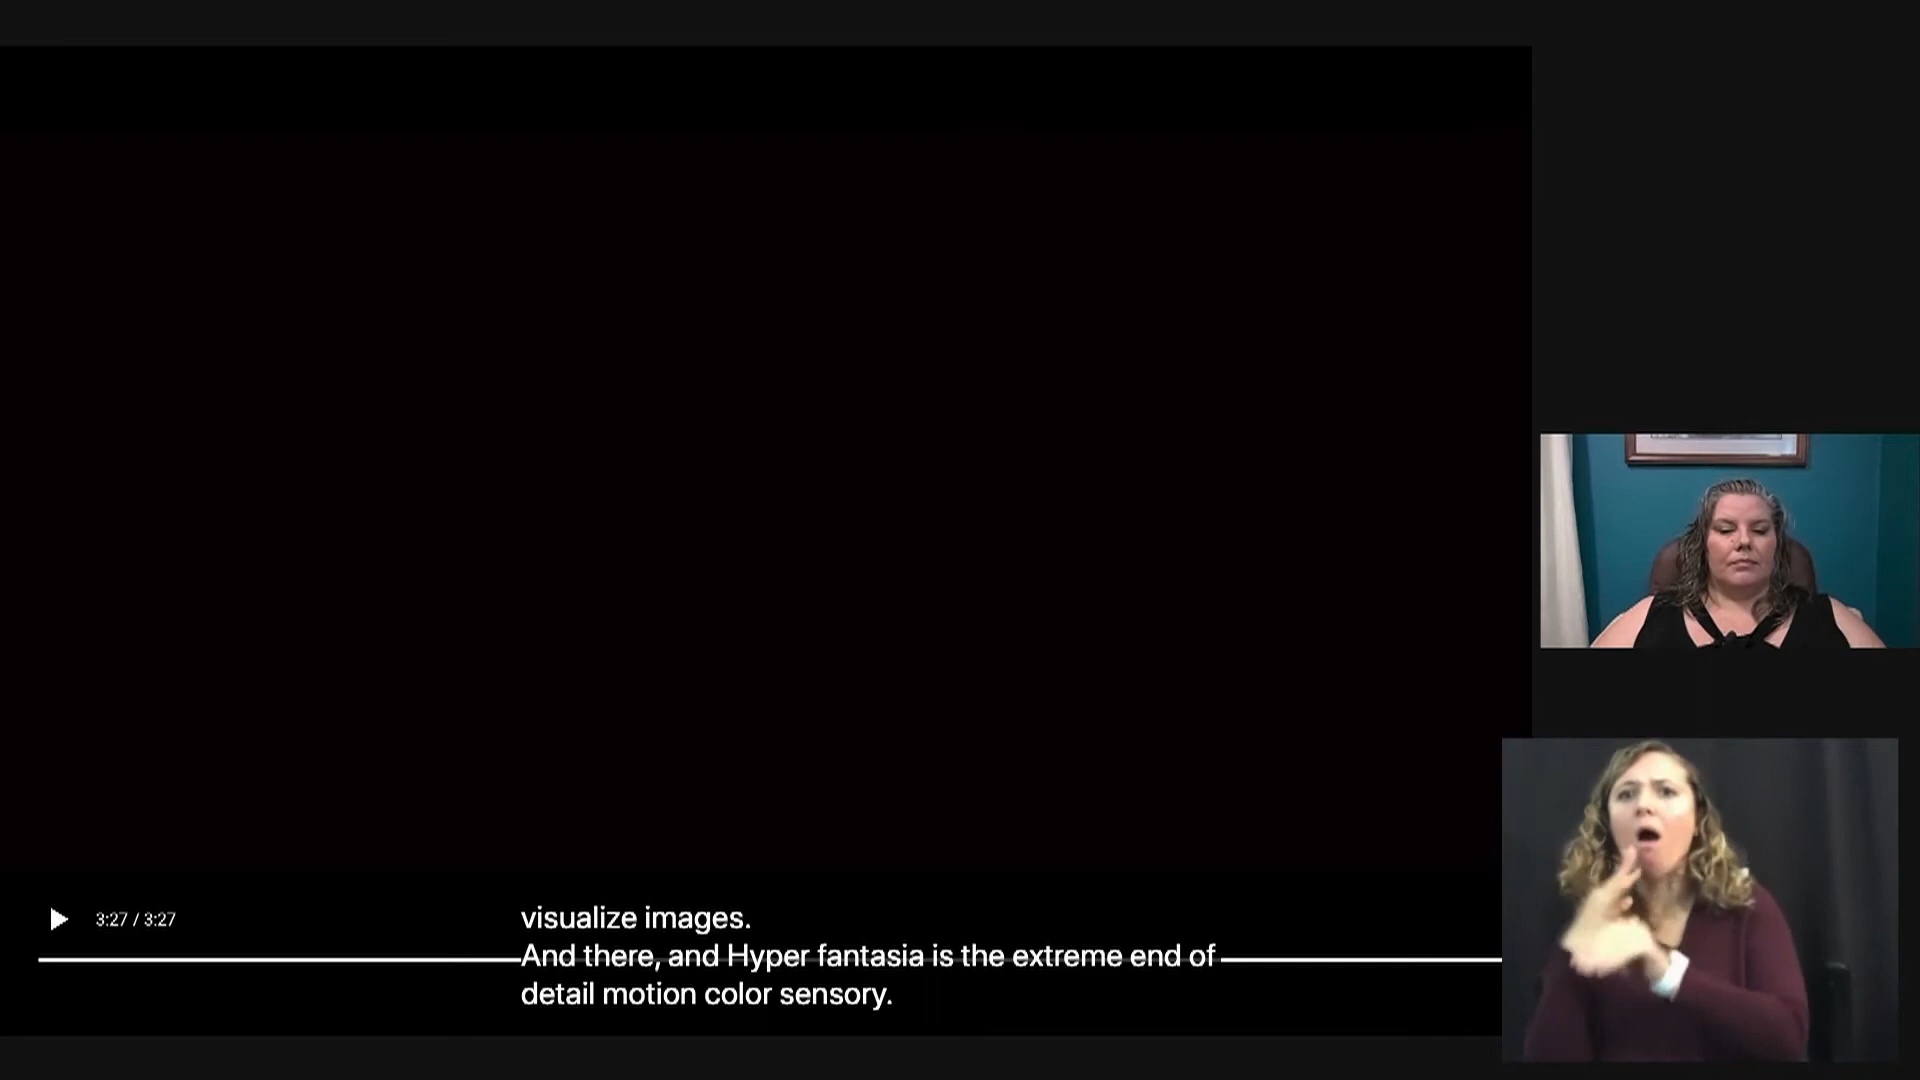 3:27 / 3:27
visualize images.
And there, and Hyper fantasia is the extreme end of
detail motion color sensory.